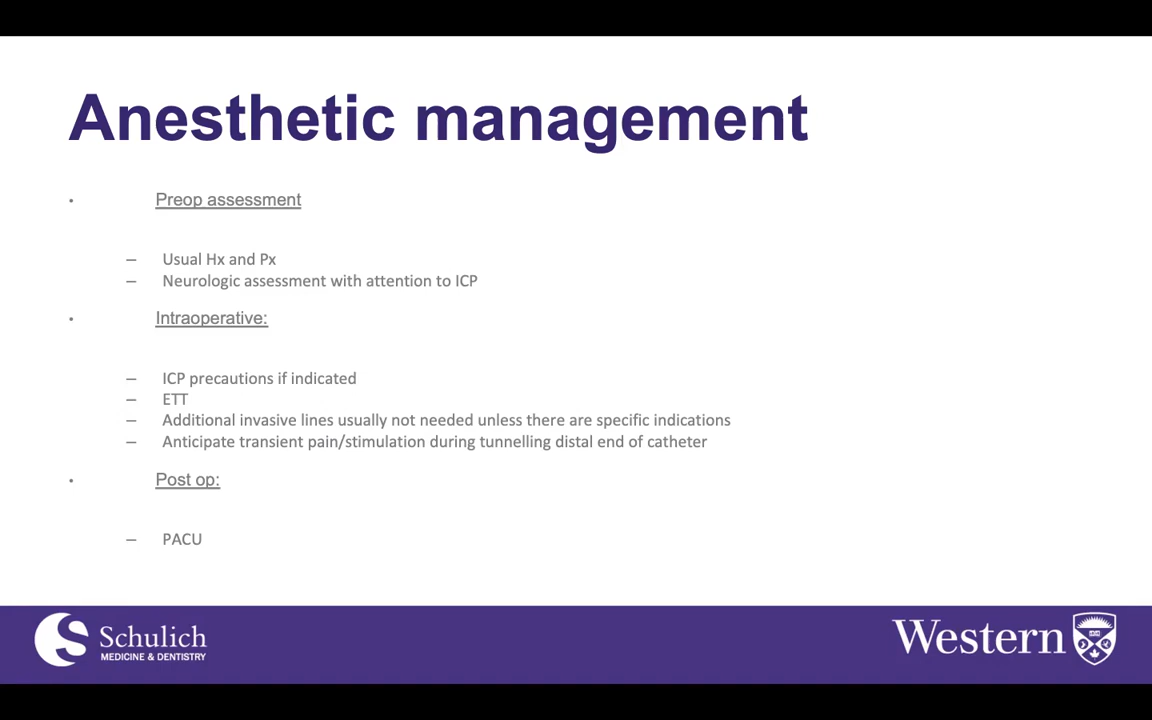 Anesthetic management
• Preop assessment
– Usual Hx and Px
– Neurologic assessment with attention to ICP
• Intraoperative:
– ICP precautions if indicated
– ETT
– Additional invasive lines usually not needed unless there are specific indications
– Anticipate transient pain/stimulation during tunnelling distal end of catheter
• Post op:
– PACU
Schulich
MEDICINE & DENTISTRY
Western